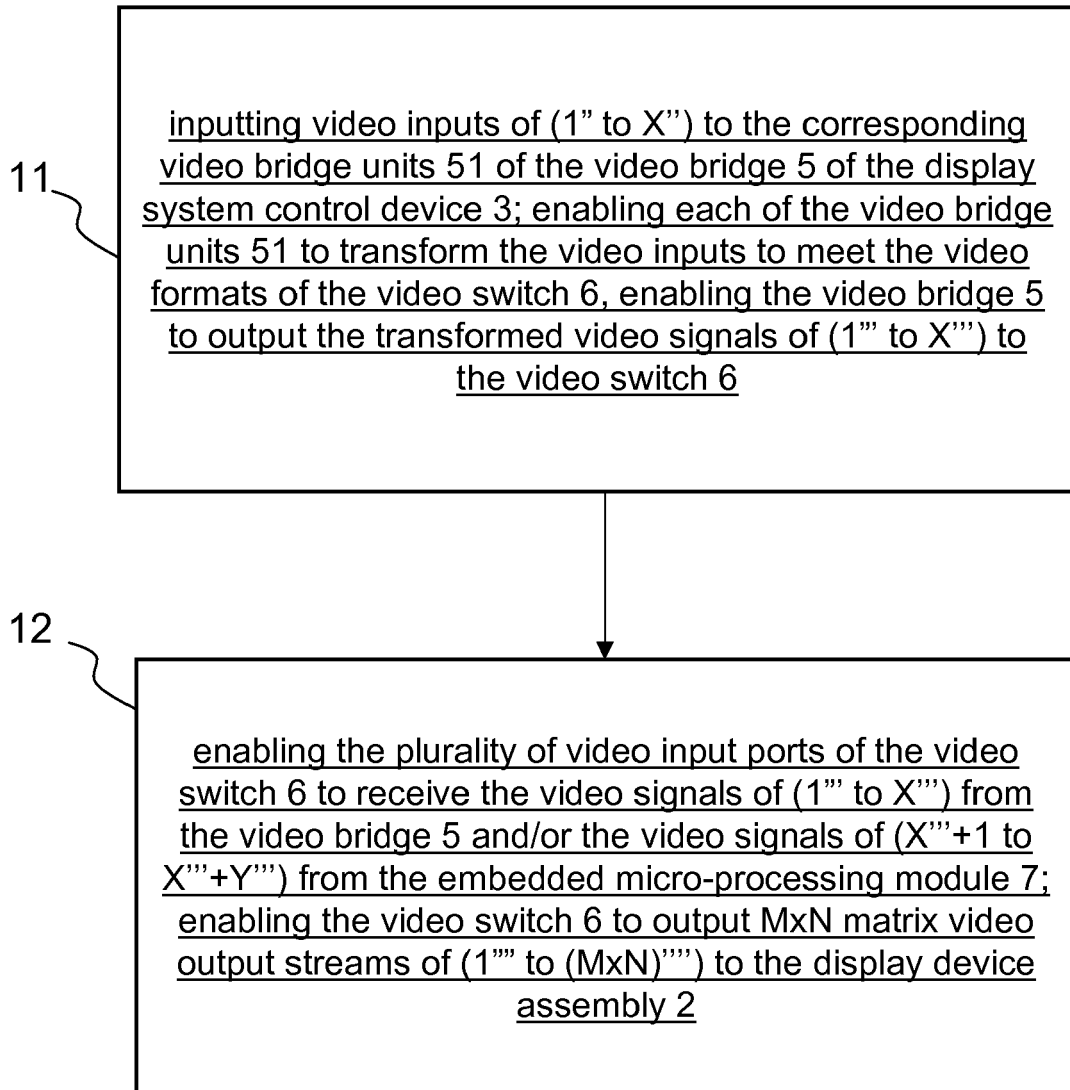 11
inputting video inputs of (1” to X’’) to the corresponding
video bridge units 51 of the video bridge 5 of the display
system control device 3; enabling each of the video bridge
units 51 to transform the video inputs to meet the video
formats of the video switch 6, enabling the video bridge 5
to output the transformed video signals of (1”’ to X’’’) to
the video switch 6
12
enabling the plurality of video input ports of the video
switch 6 to receive the video signals of (1”’ to X’’’) from
the video bridge 5 and/or the video signals of (X’’’+1 to
X’’’+Y’’’) from the embedded micro-processing module 7;
enabling the video switch 6 to output MxN matrix video
output streams of (1”” to (MxN)’’’’) to the display device
assembly 2